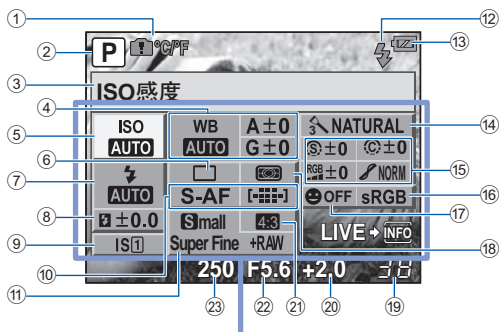 ① ⑫
② P °C/°F ⑬
③ ISO感度
④
⑤ ISO AUTO WB AUTO A±0 G±0 3 NATURAL ⑭
⑥ S±0 C±0 ⑮
⑦ AUTO RGB±0 NORM
S-AF OFF sRGB ⑯
⑧ ±0.0 ⑰
Small 4:3 LIVE INFO ⑱
⑨ IS1 Super Fine +RAW
⑩
⑪ 250 F5.6 +2.0 38
㉓ ㉒ ㉑ ⑳ ⑲